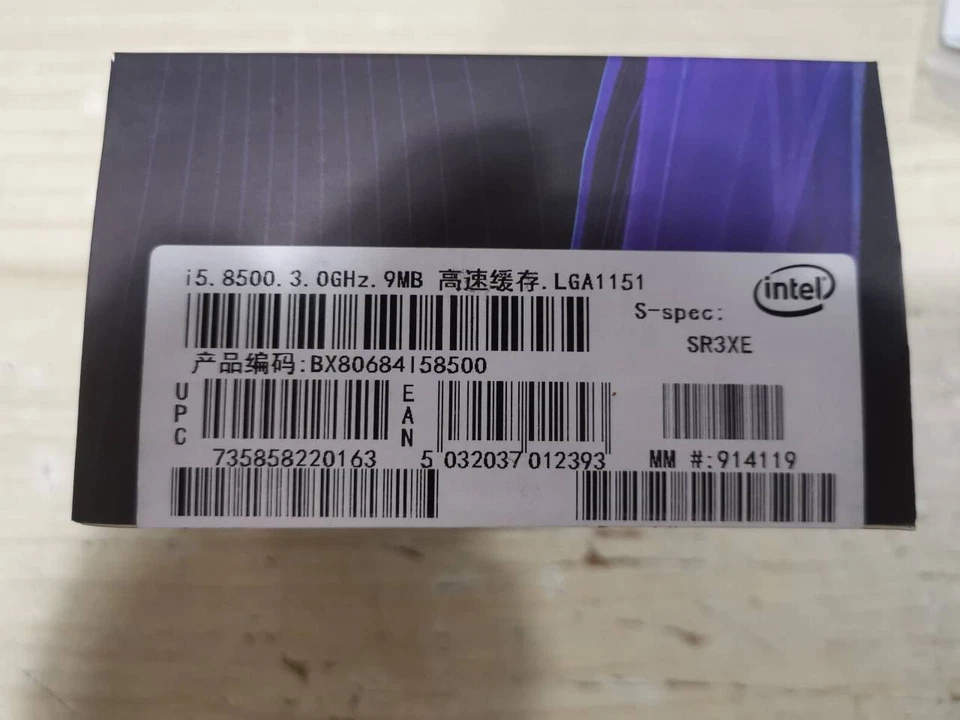 i5.8500.3.0GHz.9MB 高速缓存.LGA1151
intel
S-spec:
SR3XE
产品编码:BX80684I58500
UPC
735858220163
EAN
5 032037 012393
MM #:914119